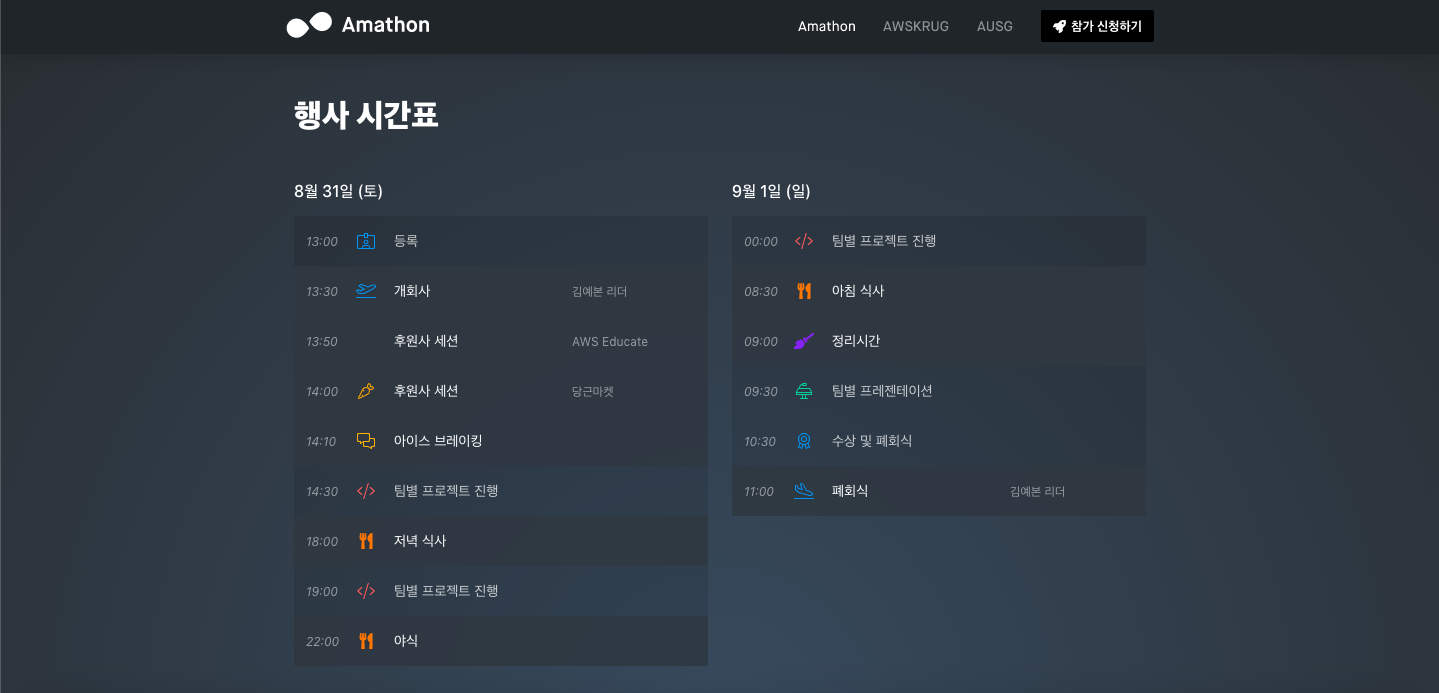 Amathon
Amathon AWSKRUG AUSG 참가 신청하기
행사 시간표
8월 31일 (토)
13:00 등록
13:30 개회사 김예본 리더
13:50 후원사 세션 AWS Educate
14:00 후원사 세션 당근마켓
14:10 아이스 브레이킹
14:30 팀별 프로젝트 진행
18:00 저녁 식사
19:00 팀별 프로젝트 진행
22:00 야식
9월 1일 (일)
00:00 팀별 프로젝트 진행
08:30 아침 식사
09:00 정리시간
09:30 팀별 프레젠테이션
10:30 수상 및 폐회식
11:00 폐회식 김예본 리더